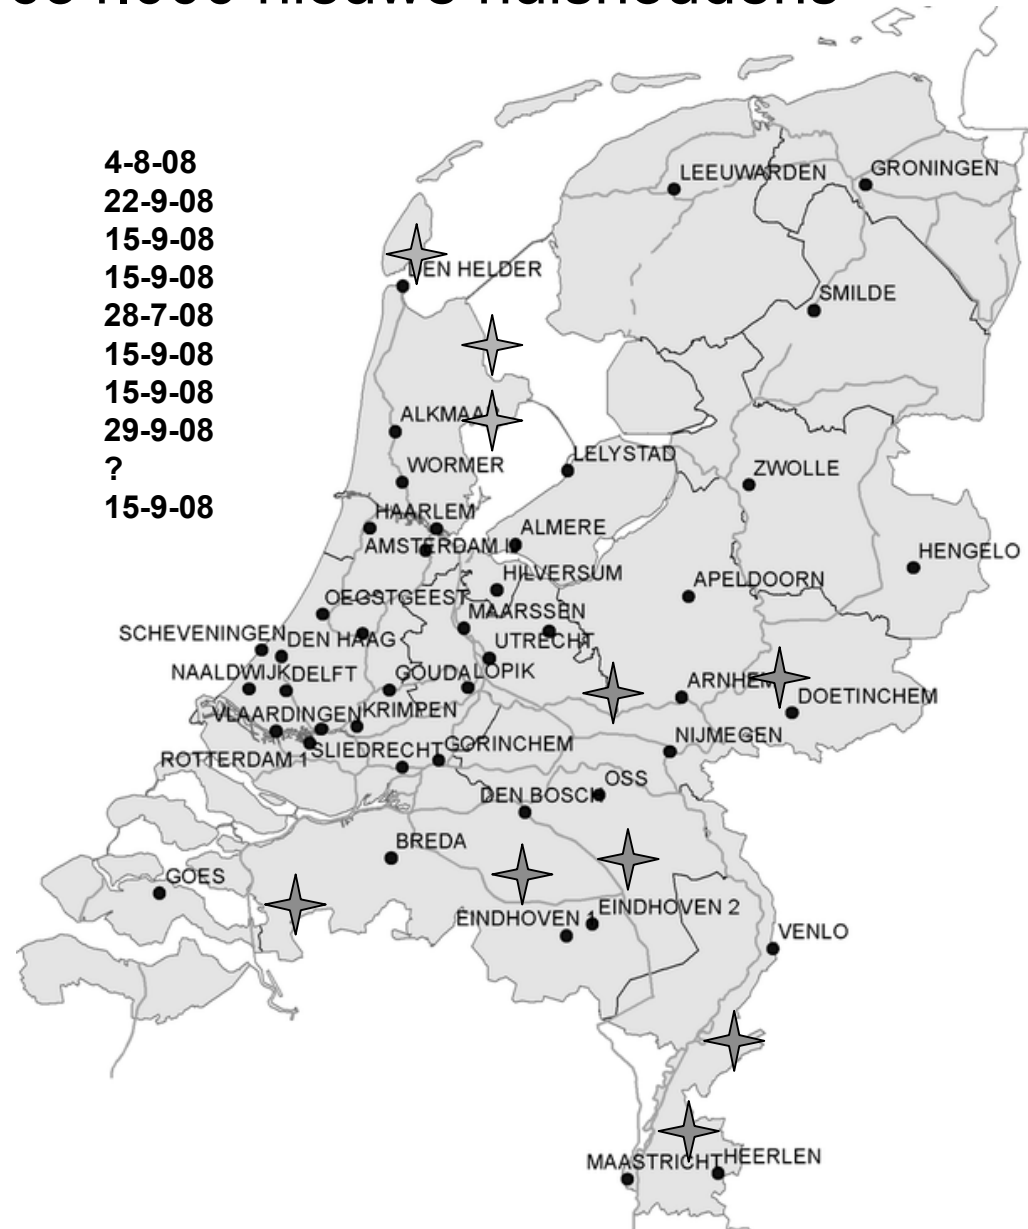 nieuwe huishoudens
4-8-08
22-9-08
15-9-08
15-9-08
28-7-08
15-9-08
15-9-08
29-9-08
?
15-9-08
LEEUWARDEN
GRONINGEN
DEN HELDER
SMILDE
ALKMAAR
LELYSTAD
WORMER
ZWOLLE
HAARLEM
ALMERE
AMSTERDAM
HENGELO
HILVERSUM
APELDOORN
OEGSTGEEST
MAARSSEN
SCHEVENINGEN
DEN HAAG
UTRECHT
NAALDWIJK
DELFT
GOUDA
LOPIK
ARNHEM
DOETINCHEM
VLAARDINGEN
KRIMPEN
NIJMEGEN
ROTTERDAM 1
SLIEDRECHT
GORINCHEM
OSS
DEN BOSCH
BREDA
GOES
EINDHOVEN 1
EINDHOVEN 2
VENLO
MAASTRICHT
HEERLEN